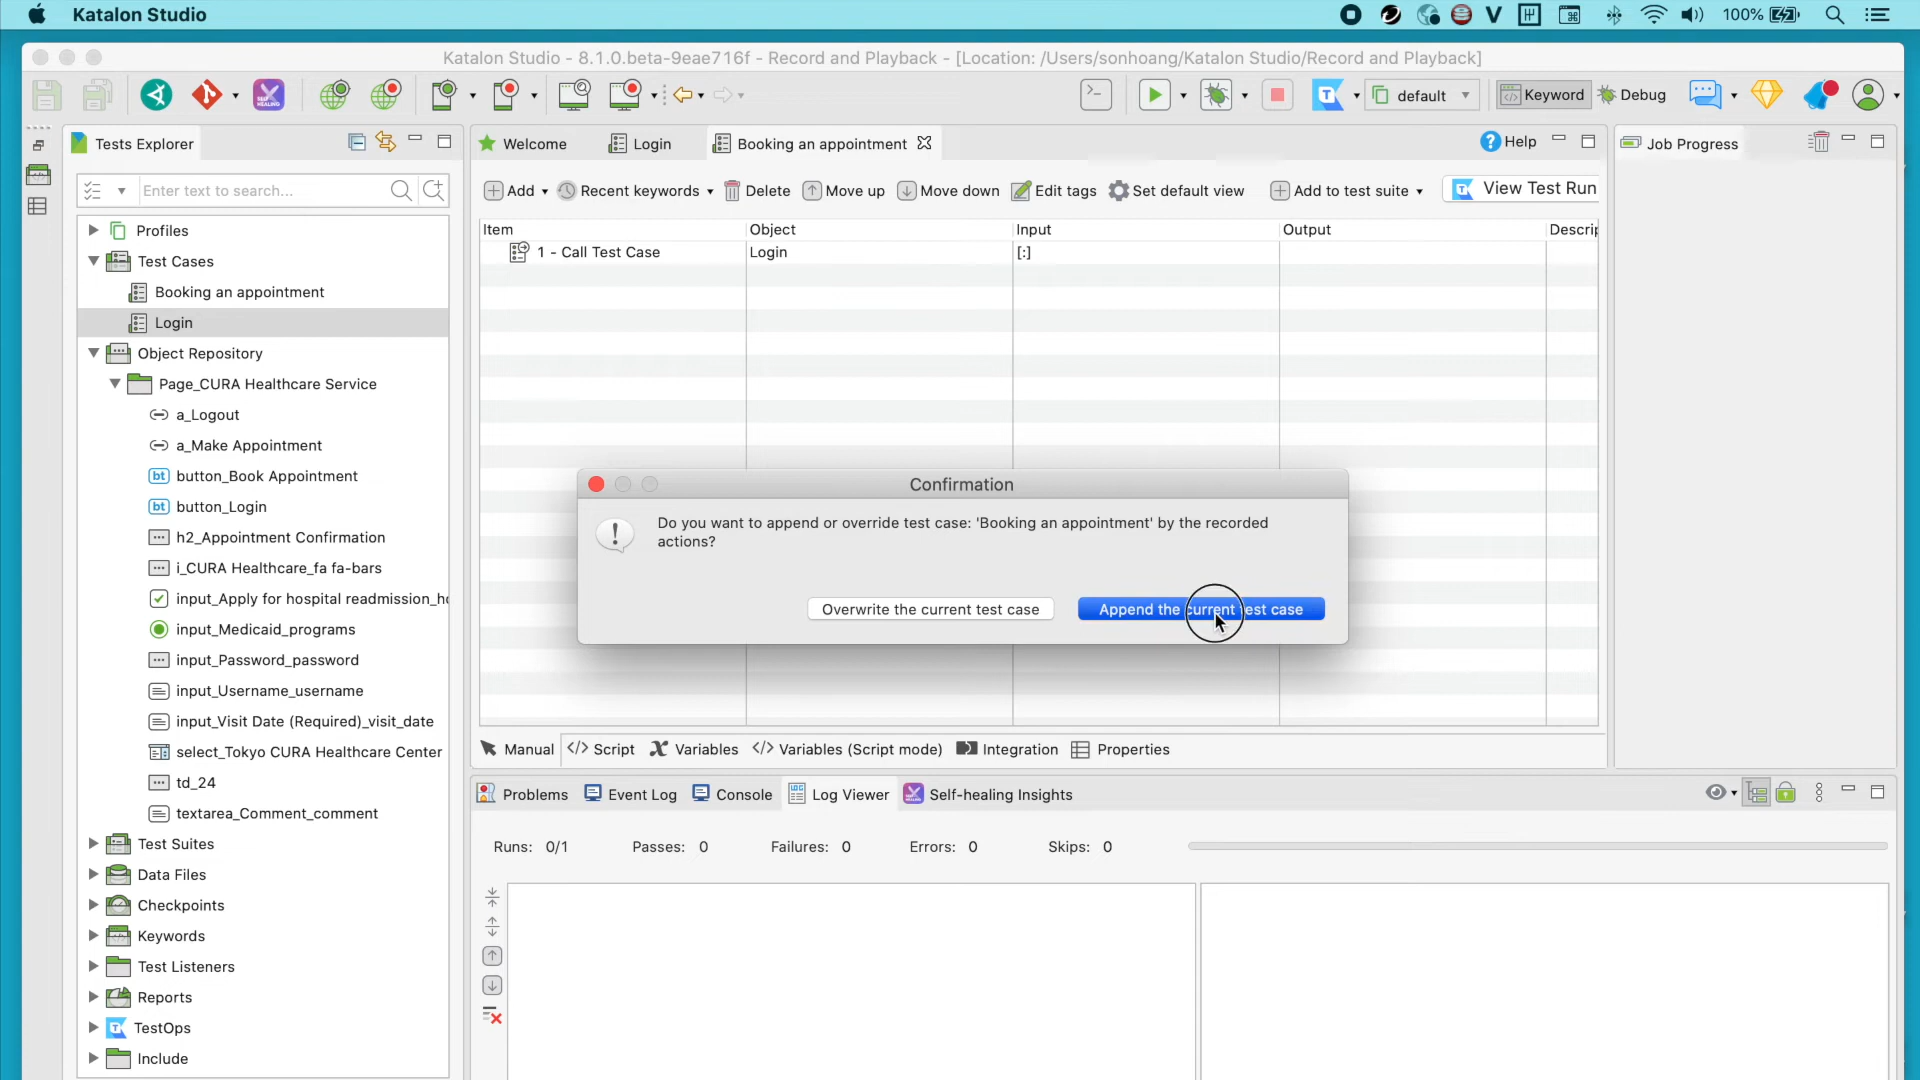 Katalon Studio
100%
Katalon Studio - 8.1.0.beta-9eae716f - Record and Playback - [Location: /Users/sonhoang/Katalon Studio/Record and Playback]
SELF HEALING
default
Keyword
Debug
Tests Explorer
Welcome
Login
Booking an appointment
Help
Job Progress
Enter text to search...
Add
Recent keywords
Delete
Move up
Move down
Edit tags
Set default view
Add to test suite
View Test Run
Item
Object
Input
Output
Descrip
1 - Call Test Case
Login
[:]
Profiles
Test Cases
Booking an appointment
Login
Object Repository
Page_CURA Healthcare Service
a_Logout
a_Make Appointment
bt button_Book Appointment
bt button_Login
h2_Appointment Confirmation
i_CURA Healthcare_fa fa-bars
input_Apply for hospital readmission_ho
input_Medicaid_programs
input_Password_password
input_Username_username
input_Visit Date (Required)_visit_date
select_Tokyo CURA Healthcare Center
td_24
textarea_Comment_comment
Test Suites
Data Files
Checkpoints
Keywords
Test Listeners
Reports
TestOps
Include
Confirmation
Do you want to append or override test case: 'Booking an appointment' by the recorded
actions?
Overwrite the current test case
Append the current test case
Manual
Script
Variables
Variables (Script mode)
Integration
Properties
Problems
Event Log
Console
Log Viewer
Self-healing Insights
Runs: 0/1
Passes: 0
Failures: 0
Errors: 0
Skips: 0